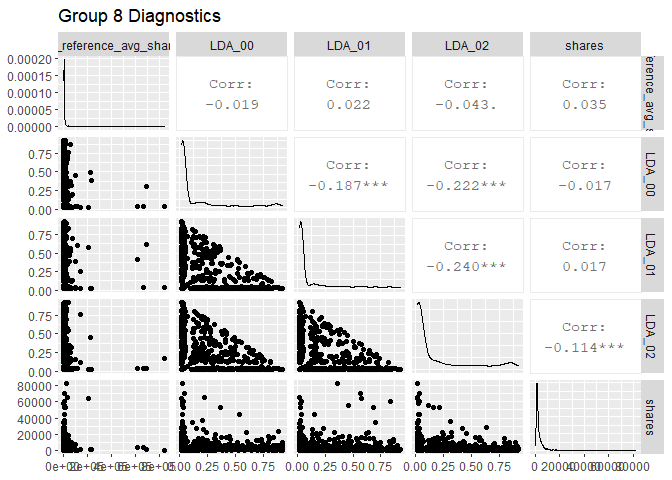 Group 8 Diagnostics
_reference_avg_shar LDA_00 LDA_01 LDA_02 shares
0.00020
0.00015
0.00010
0.00005
0.00000
Corr:
-0.019
Corr:
0.022
Corr:
-0.043.
Corr:
0.035
0.75
0.50
0.25
0.00
Corr:
-0.187***
Corr:
-0.222***
Corr:
-0.017
LDA_00
0.75
0.50
0.25
0.00
Corr:
-0.240***
Corr:
0.017
LDA_01
0.75
0.50
0.25
0.00
Corr:
-0.114***
LDA_02
80000
60000
40000
20000
0
shares
0.00 0.25 0.50 0.75 0.00 0.25 0.50 0.75 0.00 0.25 0.50 0.75 0 20000 40000 60000 80000